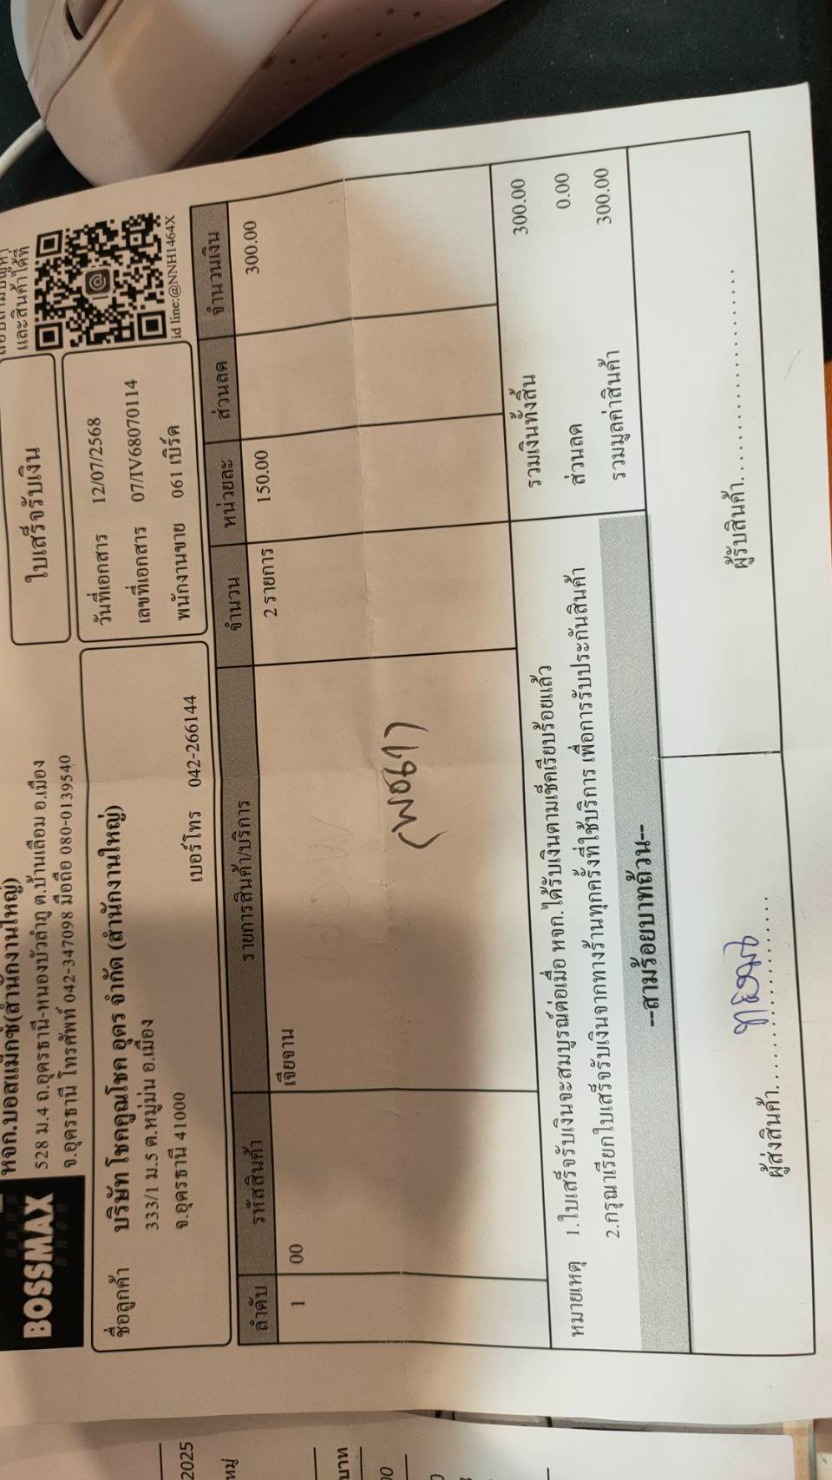 BOSSMAX
หจก.บอสแม็กซ์(สำนักงานใหญ่)
528 ม.4 ถ.อุดรธานี-หนองบัวลำภู ต.บ้านเลื่อม อ.เมือง
จ.อุดรธานี โทรศัพท์ 042-347098 มือถือ 080-0139540
ใบเสร็จรับเงิน
และสินค้าได้ที่
id line:@NNH1464X
ชื่อลูกค้า บริษัท โชคคูณโชค อุดร จำกัด (สำนักงานใหญ่)
333/1 ม.5 ต.หมู่ม่น อ.เมือง
จ.อุดรธานี 41000
เบอร์โทร 042-266144
วันที่เอกสาร 12/07/2568
เลขที่เอกสาร 07/IV68070114
พนักงานขาย 061 เบิร์ด
ลำดับ รหัสสินค้า รายการสินค้า/บริการ จำนวน หน่วยละ ส่วนลด จำนวนเงิน
1 00 เจียจาน 2 รายการ 150.00 300.00
หมายเหตุ 1.ใบเสร็จรับเงินจะสมบูรณ์ต่อเมื่อ หจก.ได้รับเงินตามเช็คเรียบร้อยแล้ว
2.กรุณาเรียกใบเสร็จรับเงินจากทางร้านทุกครั้งที่ใช้บริการ เพื่อการรับประกันสินค้า
รวมเงินทั้งสิ้น 300.00
ส่วนลด 0.00
รวมมูลค่าสินค้า 300.00
--สามร้อยบาทถ้วน--
ผู้ส่งสินค้า
ผู้รับสินค้า
2025
บาท